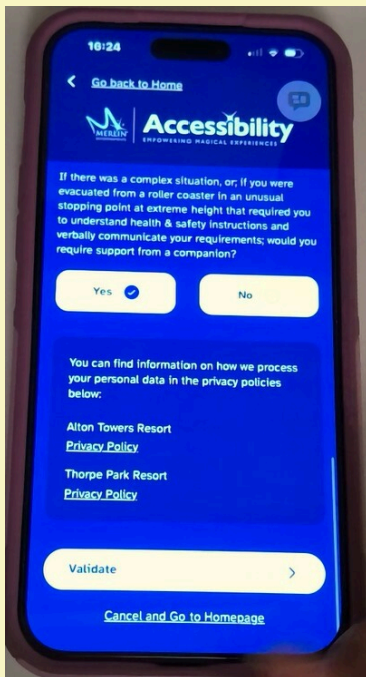 16:24
Go back to Home
MERLIN
Accessibility
EMPOWERING MAGICAL EXPERIENCES
If there was a complex situation, or; if you were
evacuated from a roller coaster in an unusual
stopping point at extreme height that required you
to understand health & safety instructions and
verbally communicate your requirements; would you
require support from a companion?
Yes
No
You can find information on how we process
your personal data in the privacy policies
below:
Alton Towers Resort
Privacy Policy
Thorpe Park Resort
Privacy Policy
Validate
Cancel and Go to Homepage